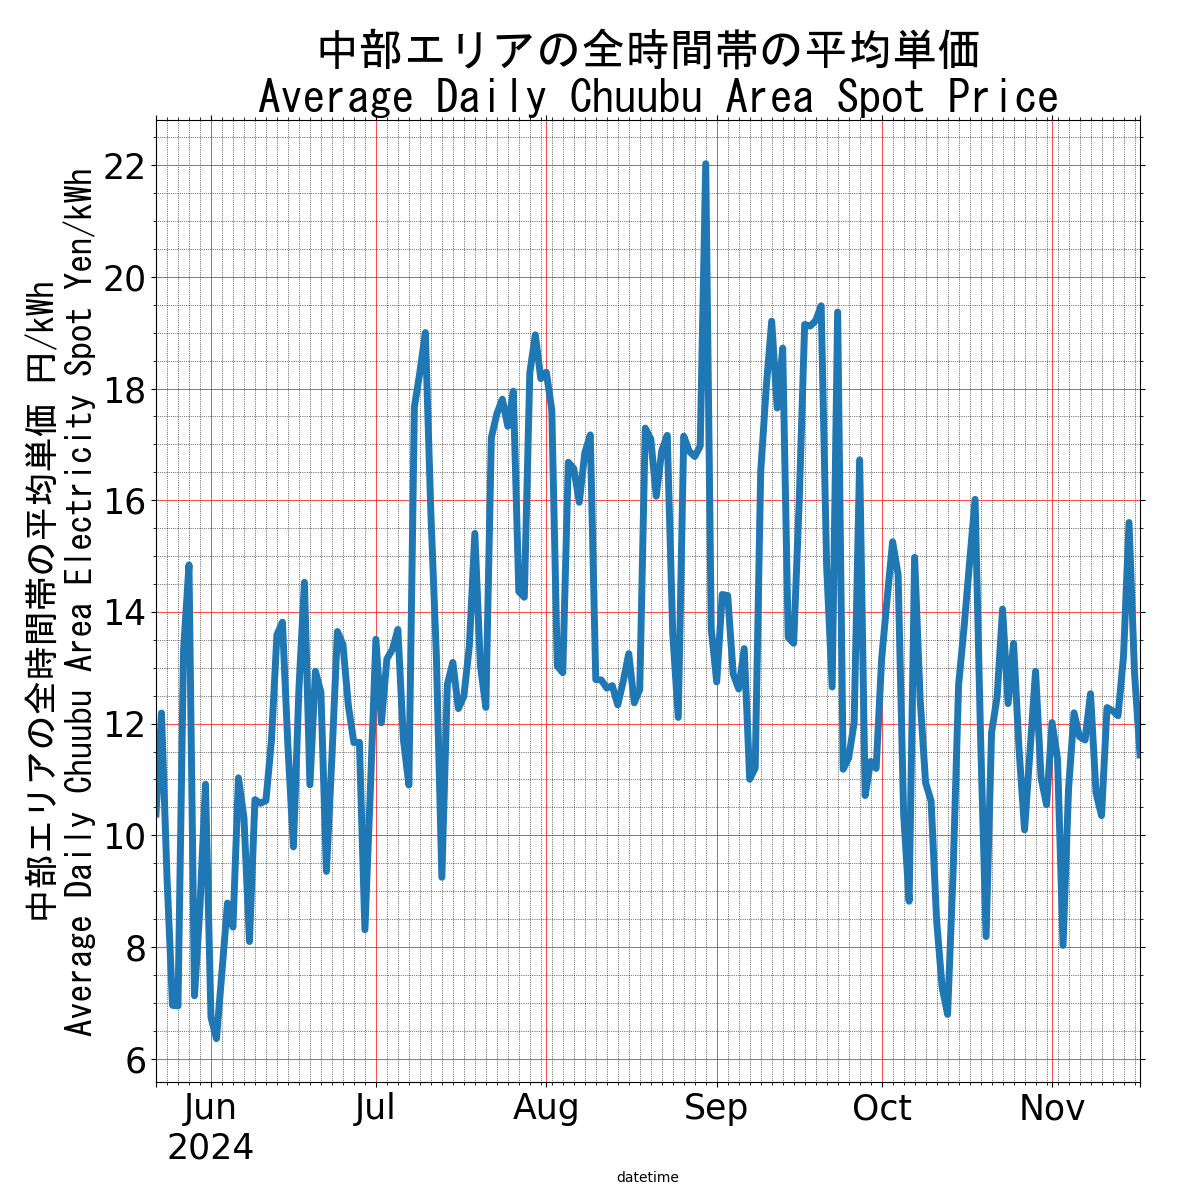 中部エリアの全時間帯の平均単価
Average Daily Chuubu Area Spot Price
中部エリアの全時間帯の平均単価 円/kWh
Average Daily Chuubu Area Electricity Spot Yen/kWh
22
20
18
16
14
12
10
8
6
Jun Jul Aug Sep Oct Nov
2024
datetime